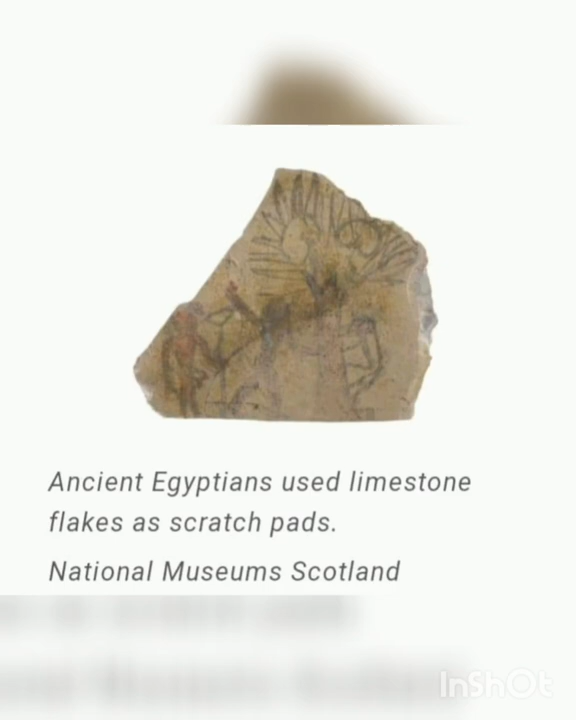 Ancient Egyptians used limestone
flakes as scratch pads.
National Museums Scotland
InShOt